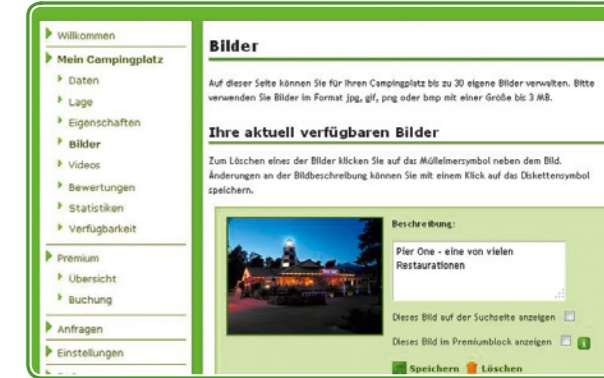 Willkommen
Mein Campingplatz
Daten
Lage
Eigenschaften
Bilder
Videos
Bewertungen
Statistiken
Verfügbarkeit
Premium
Übersicht
Buchung
Anfragen
Einstellungen
Bilder
Auf dieser Seite können Sie für Ihren Campingplatz bis zu 30 eigene Bilder verwalten. Bitte
verwenden Sie Bilder im Format jpg, gif, png oder bmp mit einer Größe bis 3 MB.
Ihre aktuell verfügbaren Bilder
Zum Löschen eines der Bilder klicken Sie auf das Mülleimersymbol neben dem Bild.
Änderungen an der Bildbeschreibung können Sie mit einem Klick auf das Diskettensymbol
speichern.
Beschreibung:
Pier One - eine von vielen
Restaurationen
Dieses Bild auf der Suchseite anzeigen
Dieses Bild im Premiumblock anzeigen
Speichern Löschen